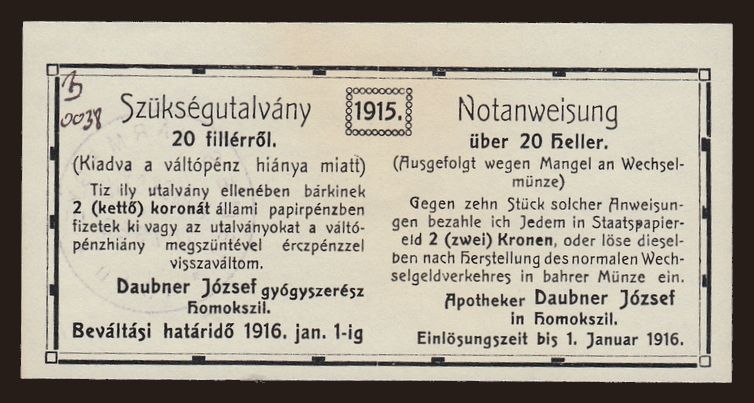 B
0038
Szükségutalvány
20 fillérről.
(Kiadva a váltópénz hiánya miatt)
Tiz ily utalvány ellenében bárkinek
2 (kettő) koronát állami papirpénzben
fizetek ki vagy az utalványokat a váltó-
pénzhiány megszüntével érczpénzzel
visszaváltom.
Daubner József gyógyszerész
Homokszil.
Beváltási határidő 1916. jan. 1-ig
1915.
Notanweisung
über 20 Heller.
(Ausgefolgt wegen Mangel an Wechsel-
münze)
Gegen zehn Stück solcher Anweisun-
gen bezahle ich Jedem in Staatspapier-
eld 2 (zwei) Kronen, oder löse diesel-
ben nach Herstellung des normalen Wech-
selgeldverkehres in bahrer Münze ein.
Apotheker Daubner József
in Homokszil.
Einlösungszeit bis 1. Januar 1916.